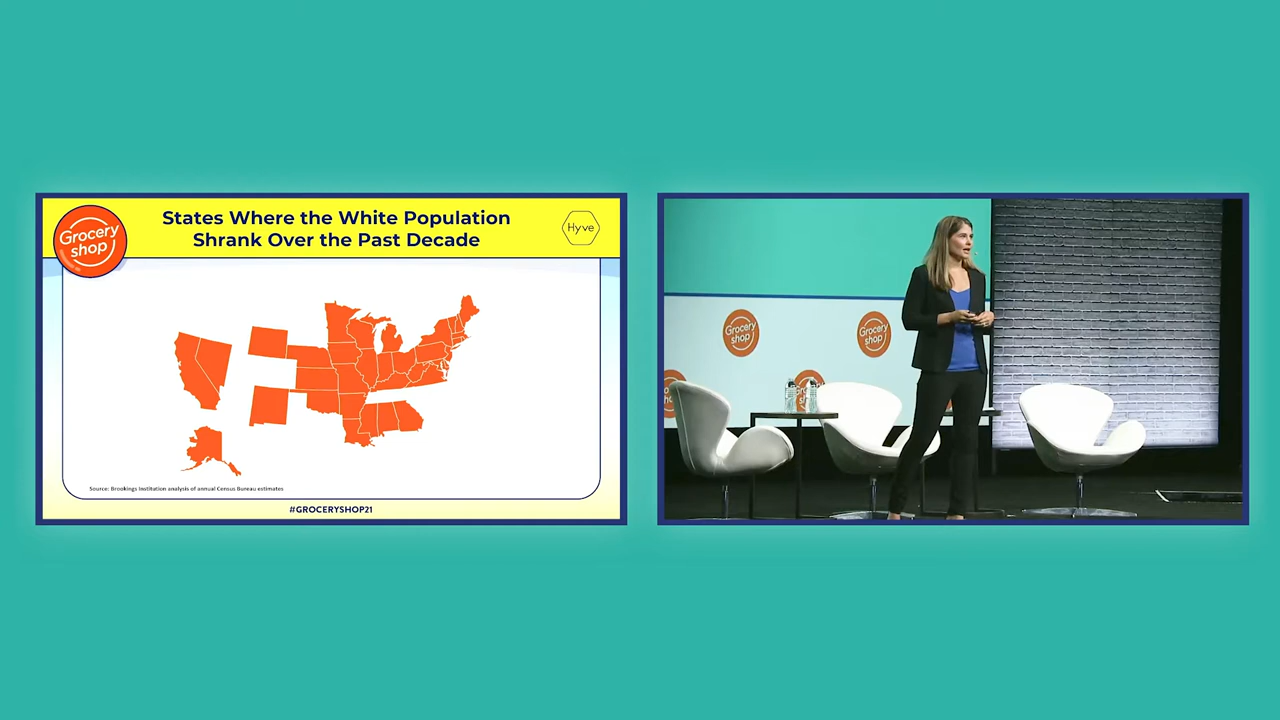 Grocery
shop
States Where the White Population
Shrank Over the Past Decade
Hyve
Source: Brookings Institution analysis of annual Census Bureau estimates
#GROCERYSHOP21
Grocery
shop
Grocery
shop